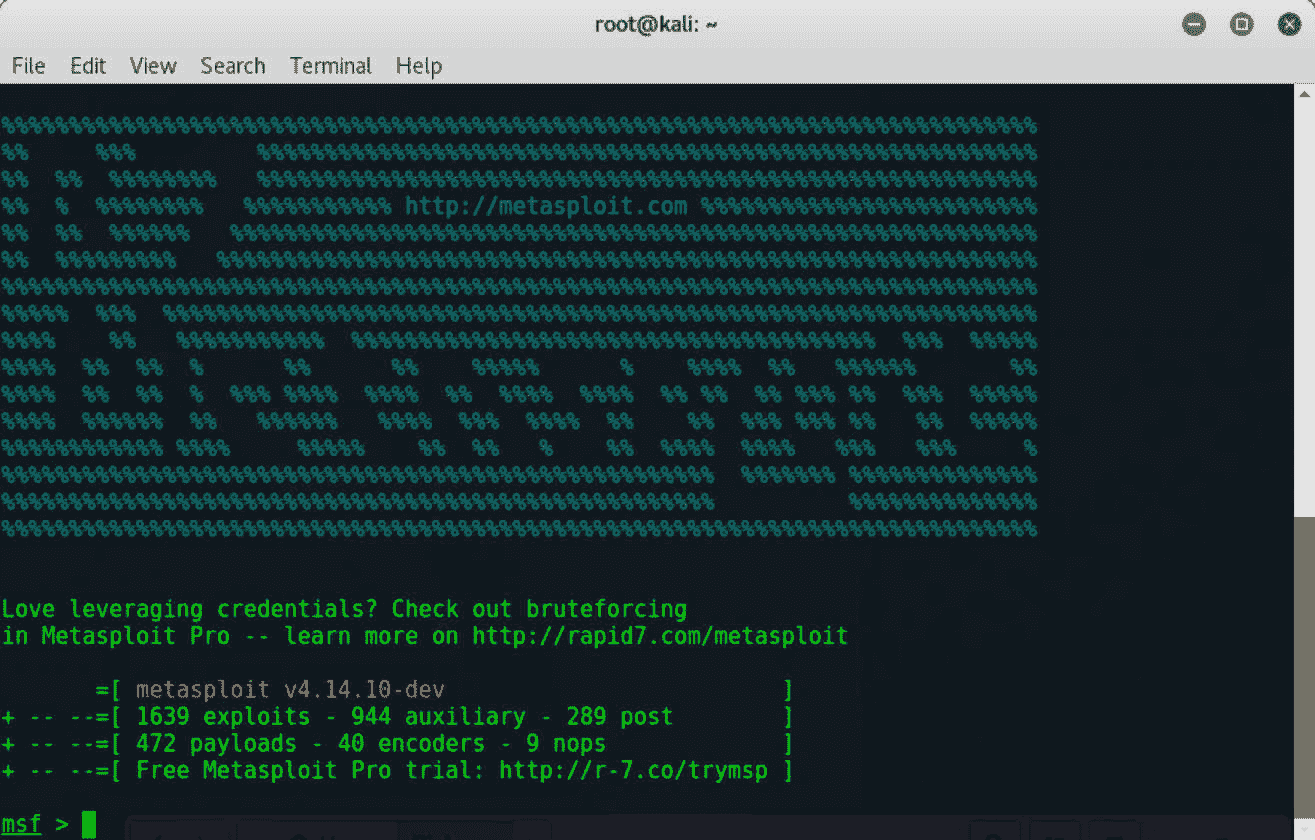 root@kali: ~
File Edit View Search Terminal Help
%%%%%%%%%%%%%%%%%%%%%%%%%%%%%%%%%%%%%%%%%%%%%%%%%%%%%%%%%%%%%%%%%%%%%%%%%%%%%%%
%%     %%%         %%%%%%%%%%%%%%%%%%%%%%%%%%%%%%%%%%%%%%%%%%%%%%%%%%%%%%%%%%
%%  %%  %%%%%%%%   %%%%%%%%%%%%%%%%%%%%%%%%%%%%%%%%%%%%%%%%%%%%%%%%%%%%%%%%%%
%%  %  %%%%%%%%   %%%%%%%%%%% http://metasploit.com %%%%%%%%%%%%%%%%%%%%%%%%%
%%  %%  %%%%%%   %%%%%%%%%%%%%%%%%%%%%%%%%%%%%%%%%%%%%%%%%%%%%%%%%%%%%%%%%%%%
%%  %%%%%%%%%   %%%%%%%%%%%%%%%%%%%%%%%%%%%%%%%%%%%%%%%%%%%%%%%%%%%%%%%%%%%%%
%%%%%%%%%%%%%%%%%%%%%%%%%%%%%%%%%%%%%%%%%%%%%%%%%%%%%%%%%%%%%%%%%%%%%%%%%%%%%%%
%%%%%  %%%  %%%%%%%%%%%%%%%%%%%%%%%%%%%%%%%%%%%%%%%%%%%%%%%%%%%%%%%%%%%%%%%%%
%%%%    %%   %%%%%%%%%%%  %%%%%%%%%%%%%%%%%%%%%%%%%%%%%%%%%%%%%%%  %%%  %%%%%
%%%%  %%  %%  %      %%      %%    %%%%%      %    %%%%  %%   %%%%%%       %%
%%%%  %%  %%  %  %%% %%%%  %%%%  %%  %%%%  %%%%  %% %%  %% %%% %%  %%%  %%%%%
%%%%  %%%%%%  %%   %%%%%%   %%%%  %%%  %%%%  %%    %%  %%% %%% %%   %%  %%%%%
%%%%%%%%%%%% %%%%     %%%%%    %%  %%   %    %%  %%%%  %%%%   %%%   %%%     %
%%%%%%%%%%%%%%%%%%%%%%%%%%%%%%%%%%%%%%%%%%%%%%%%%%%%%  %%%%%%% %%%%%%%%%%%%%%
%%%%%%%%%%%%%%%%%%%%%%%%%%%%%%%%%%%%%%%%%%%%%%%%%%%%%          %%%%%%%%%%%%%%
%%%%%%%%%%%%%%%%%%%%%%%%%%%%%%%%%%%%%%%%%%%%%%%%%%%%%%%%%%%%%%%%%%%%%%%%%%%%%%%
Love leveraging credentials? Check out bruteforcing
in Metasploit Pro -- learn more on http://rapid7.com/metasploit
=[ metasploit v4.14.10-dev ]
+ -- --=[ 1639 exploits - 944 auxiliary - 289 post ]
+ -- --=[ 472 payloads - 40 encoders - 9 nops ]
+ -- --=[ Free Metasploit Pro trial: http://r-7.co/trymsp ]
msf >